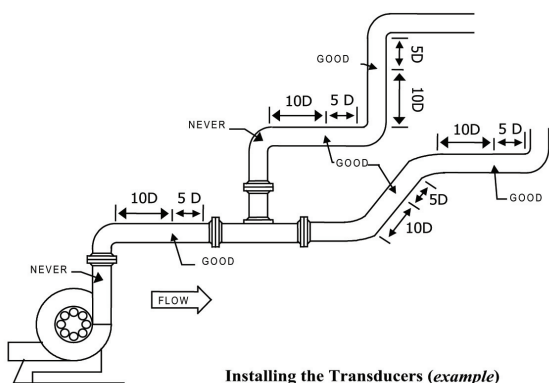 GOOD
5D
10D
10D 5 D
NEVER
GOOD
10D 5 D
GOOD
5D
10D
10D 5 D
GOOD
NEVER
FLOW
Installing the Transducers (example)